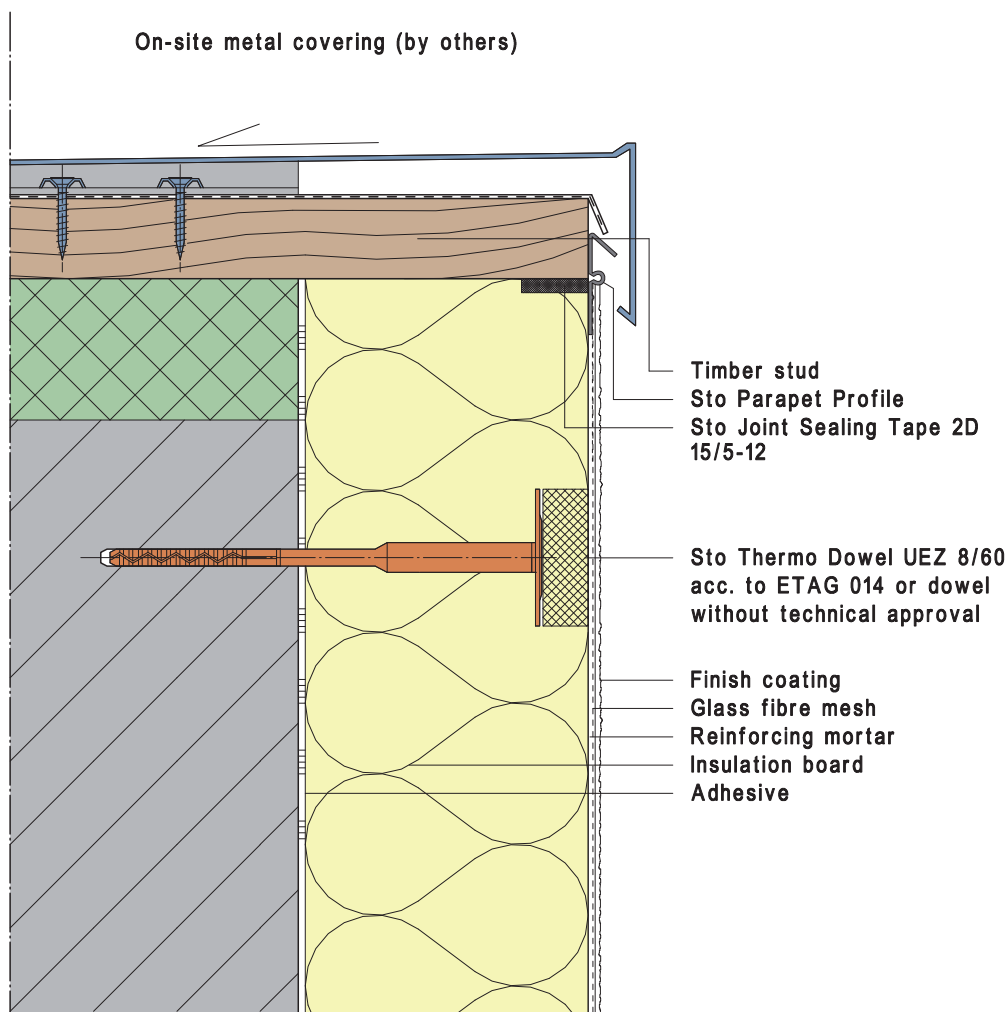 On-site metal covering (by others)
Timber stud
Sto Parapet Profile
Sto Joint Sealing Tape 2D
15/5-12
Sto Thermo Dowel UEZ 8/60
acc. to ETAG 014 or dowel
without technical approval
Finish coating
Glass fibre mesh
Reinforcing mortar
Insulation board
Adhesive